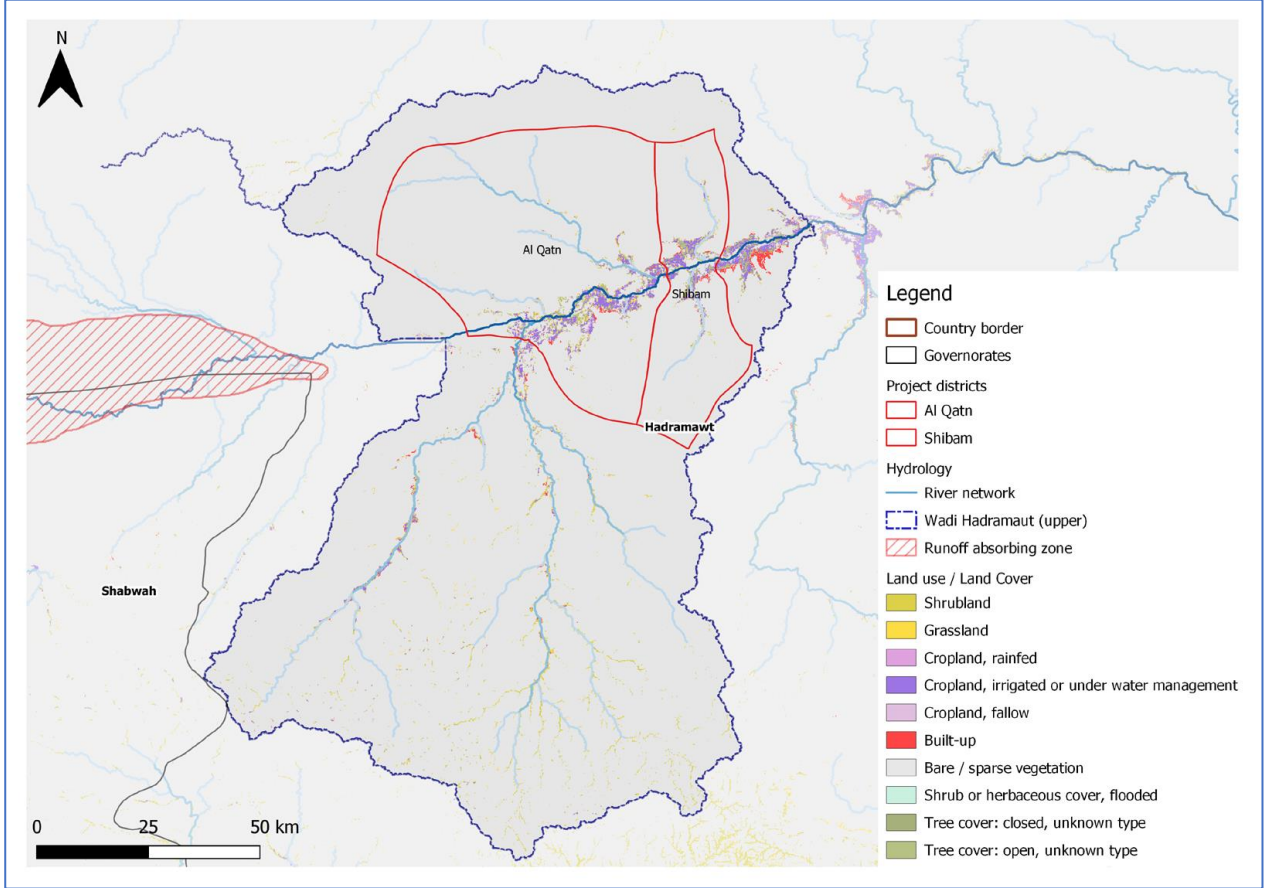 N
Al Qatn
Shibam
Hadramawt
Shabwah
0 25 50 km
Legend
Country border
Governorates
Project districts
Al Qatn
Shibam
Hydrology
River network
Wadi Hadramaut (upper)
Runoff absorbing zone
Land use / Land Cover
Shrubland
Grassland
Cropland, rainfed
Cropland, irrigated or under water management
Cropland, fallow
Built-up
Bare / sparse vegetation
Shrub or herbaceous cover, flooded
Tree cover: closed, unknown type
Tree cover: open, unknown type